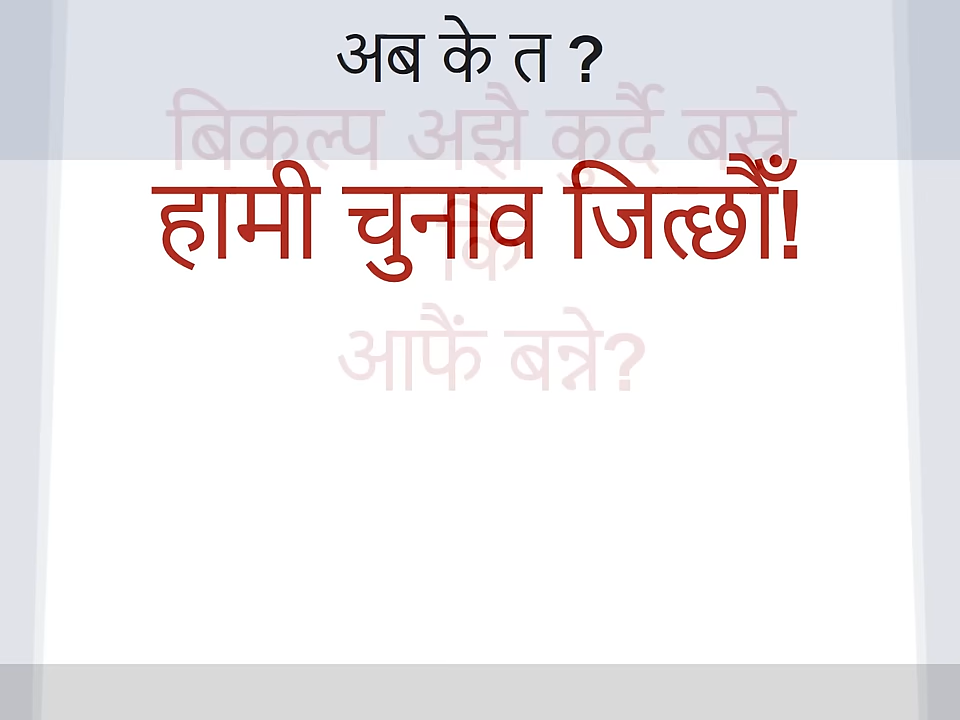 अब के त ?
बिकल्प अझै कुर्दै बस्ने
हामी चुनाव जित्छौँ!
कि
आफैं बन्ने?